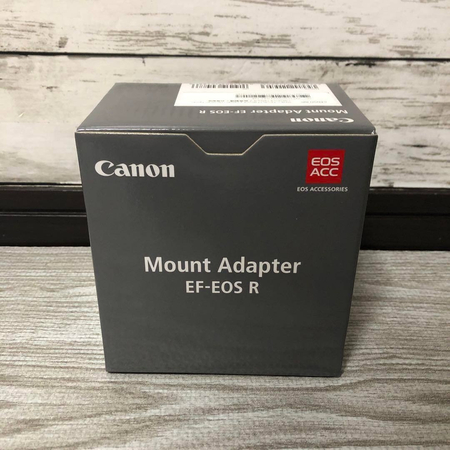 Mount Adapter EF-EOS R
Canon
Canon
EOS
ACC
EOS ACCESSORIES
Mount Adapter
EF-EOS R